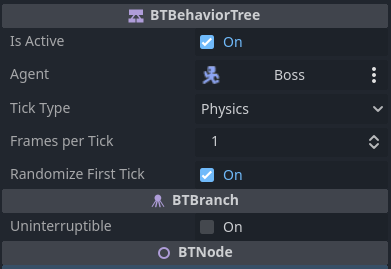 BTBehaviorTree
Is Active On
Agent Boss
Tick Type Physics
Frames per Tick 1
Randomize First Tick On
BTBranch
Uninterruptible On
BTNode